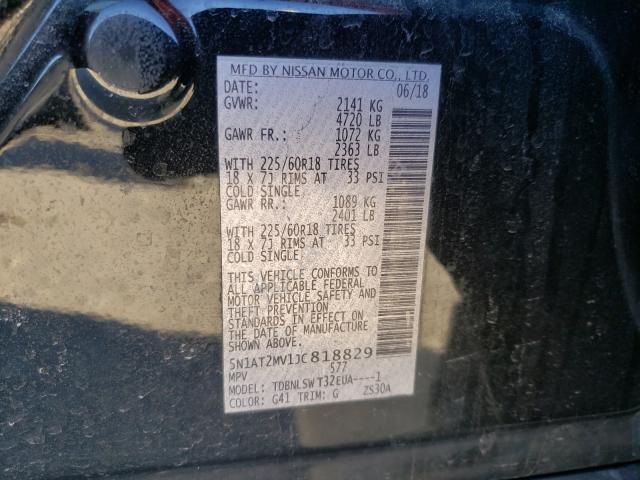 MFD BY NISSAN MOTOR CO., LTD.
DATE: 06/18
GVWR: 2141 KG
4720 LB
GAWR FR.: 1072 KG
2363 LB
WITH 225/60R18 TIRES
18 x 7J RIMS AT 33 PSI
COLD SINGLE
GAWR RR.: 1089 KG
2401 LB
WITH 225/60R18 TIRES
18 x 7J RIMS AT 33 PSI
COLD SINGLE
THIS VEHICLE CONFORMS TO
ALL APPLICABLE FEDERAL
MOTOR VEHICLE SAFETY AND
THEFT PREVENTION
STANDARDS IN EFFECT ON
THE DATE OF MANUFACTURE
SHOWN ABOVE.
5N1AT2MV1JC818829
MPV 577
MODEL: TDBNLSWT32EUA----1
COLOR: G41 TRIM: G ZS30A